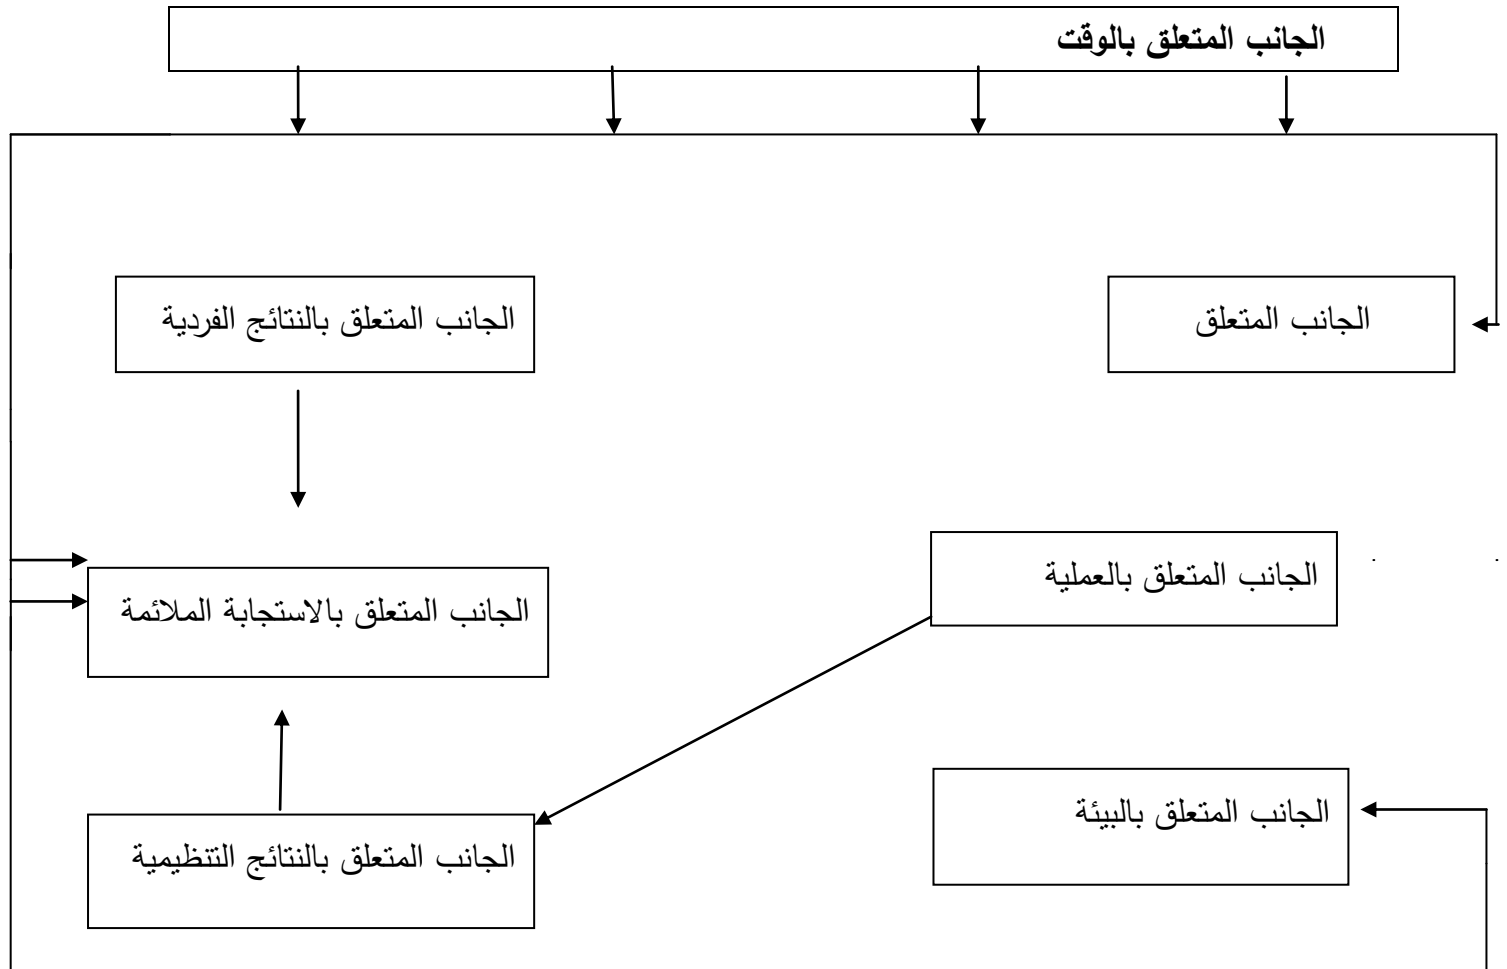 الجانب المتعلق بالوقت
الجانب المتعلق
الجانب المتعلق بالنتائج الفردية
الجانب المتعلق بالعملية
الجانب المتعلق بالاستجابة الملائمة
الجانب المتعلق بالبيئة
الجانب المتعلق بالنتائج التنظيمية